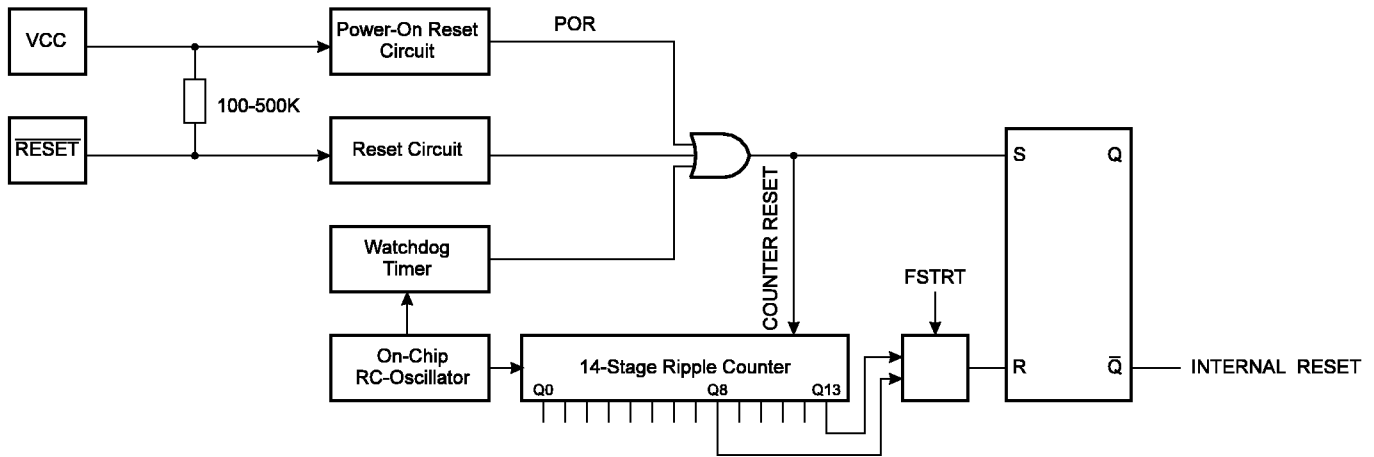 VCC
Power-On Reset
Circuit
POR
100-500K
RESET
Reset Circuit
S
Q
COUNTER RESET
Watchdog
Timer
FSTRT
On-Chip
RC-Oscillator
14-Stage Ripple Counter
Q0
Q8
Q13
R
Q̅
INTERNAL RESET